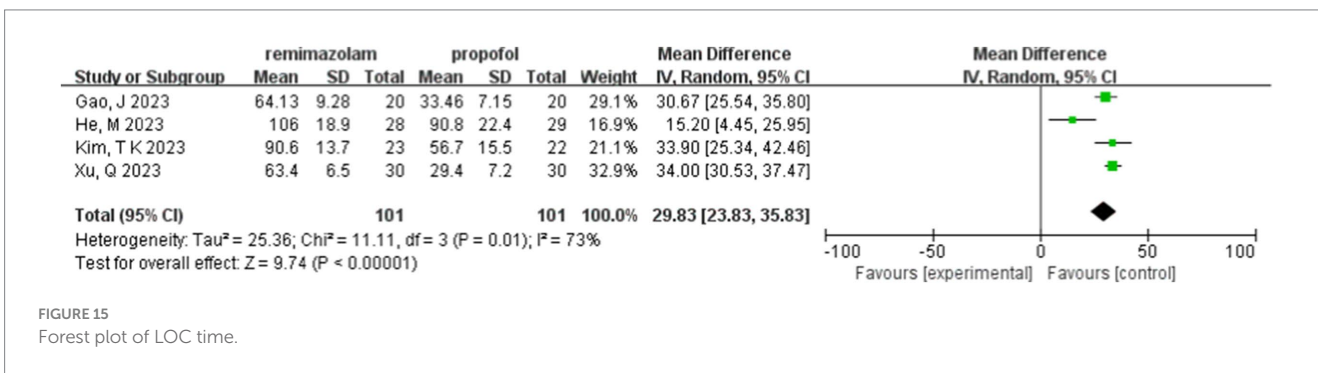 remimazolam propofol Mean Difference Mean Difference
Study or Subgroup Mean SD Total Mean SD Total Weight IV, Random, 95% CI IV, Random, 95% CI
Gao, J 2023 64.13 9.28 20 33.46 7.15 20 29.1% 30.67 [25.54, 35.80]
He, M 2023 106 18.9 28 90.8 22.4 29 16.9% 15.20 [4.45, 25.95]
Kim, T K 2023 90.6 13.7 23 56.7 15.5 22 21.1% 33.90 [25.34, 42.46]
Xu, Q 2023 63.4 6.5 30 29.4 7.2 30 32.9% 34.00 [30.53, 37.47]
Total (95% CI) 101 101 100.0% 29.83 [23.83, 35.83]
Heterogeneity: Tau² = 25.36; Chi² = 11.11, df = 3 (P = 0.01); I² = 73%
Test for overall effect: Z = 9.74 (P < 0.00001)
-100 -50 0 50 100
Favours [experimental] Favours [control]
FIGURE 15
Forest plot of LOC time.